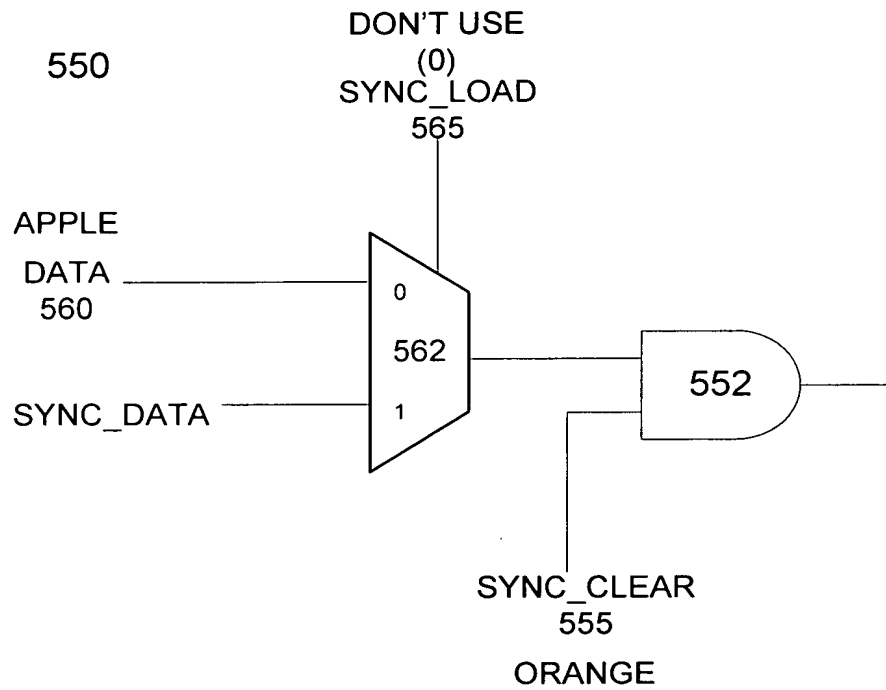 DON'T USE
(0)
SYNC_LOAD
565
550
APPLE
DATA
560
0
562
1
SYNC_DATA
552
SYNC_CLEAR
555
ORANGE